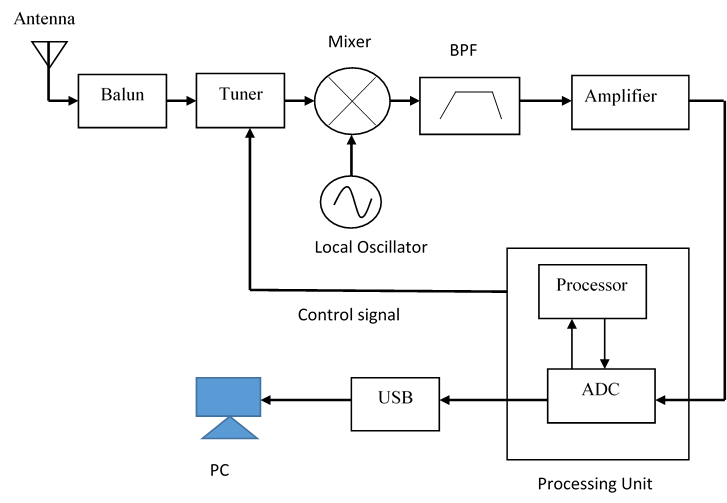 Antenna
Mixer
BPF
Balun
Tuner
Amplifier
Local Oscillator
Processor
Control signal
ADC
USB
PC
Processing Unit